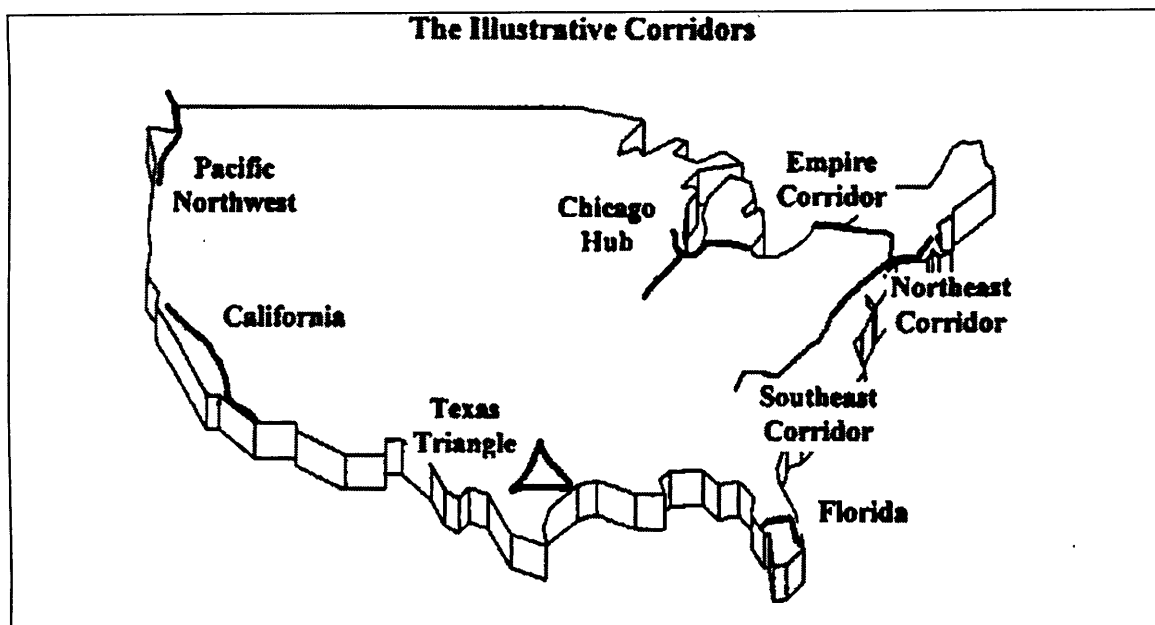 The Illustrative Corridors
Pacific
Northwest
Chicago
Hub
Empire
Corridor
California
Northeast
Corridor
Texas
Triangle
Southeast
Corridor
Florida